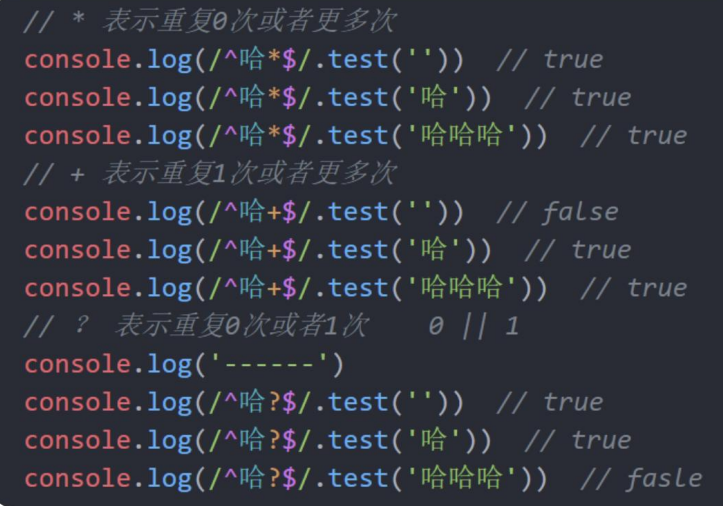 // * 表示重复0次或者更多次
console.log(/^哈*$/.test(''))  // true
console.log(/^哈*$/.test('哈'))  // true
console.log(/^哈*$/.test('哈哈哈'))  // true
// + 表示重复1次或者更多次
console.log(/^哈+$/.test(''))  // false
console.log(/^哈+$/.test('哈'))  // true
console.log(/^哈+$/.test('哈哈哈'))  // true
// ？ 表示重复0次或者1次    0 || 1
console.log('------')
console.log(/^哈?$/.test(''))  // true
console.log(/^哈?$/.test('哈'))  // true
console.log(/^哈?$/.test('哈哈哈'))  // fasle